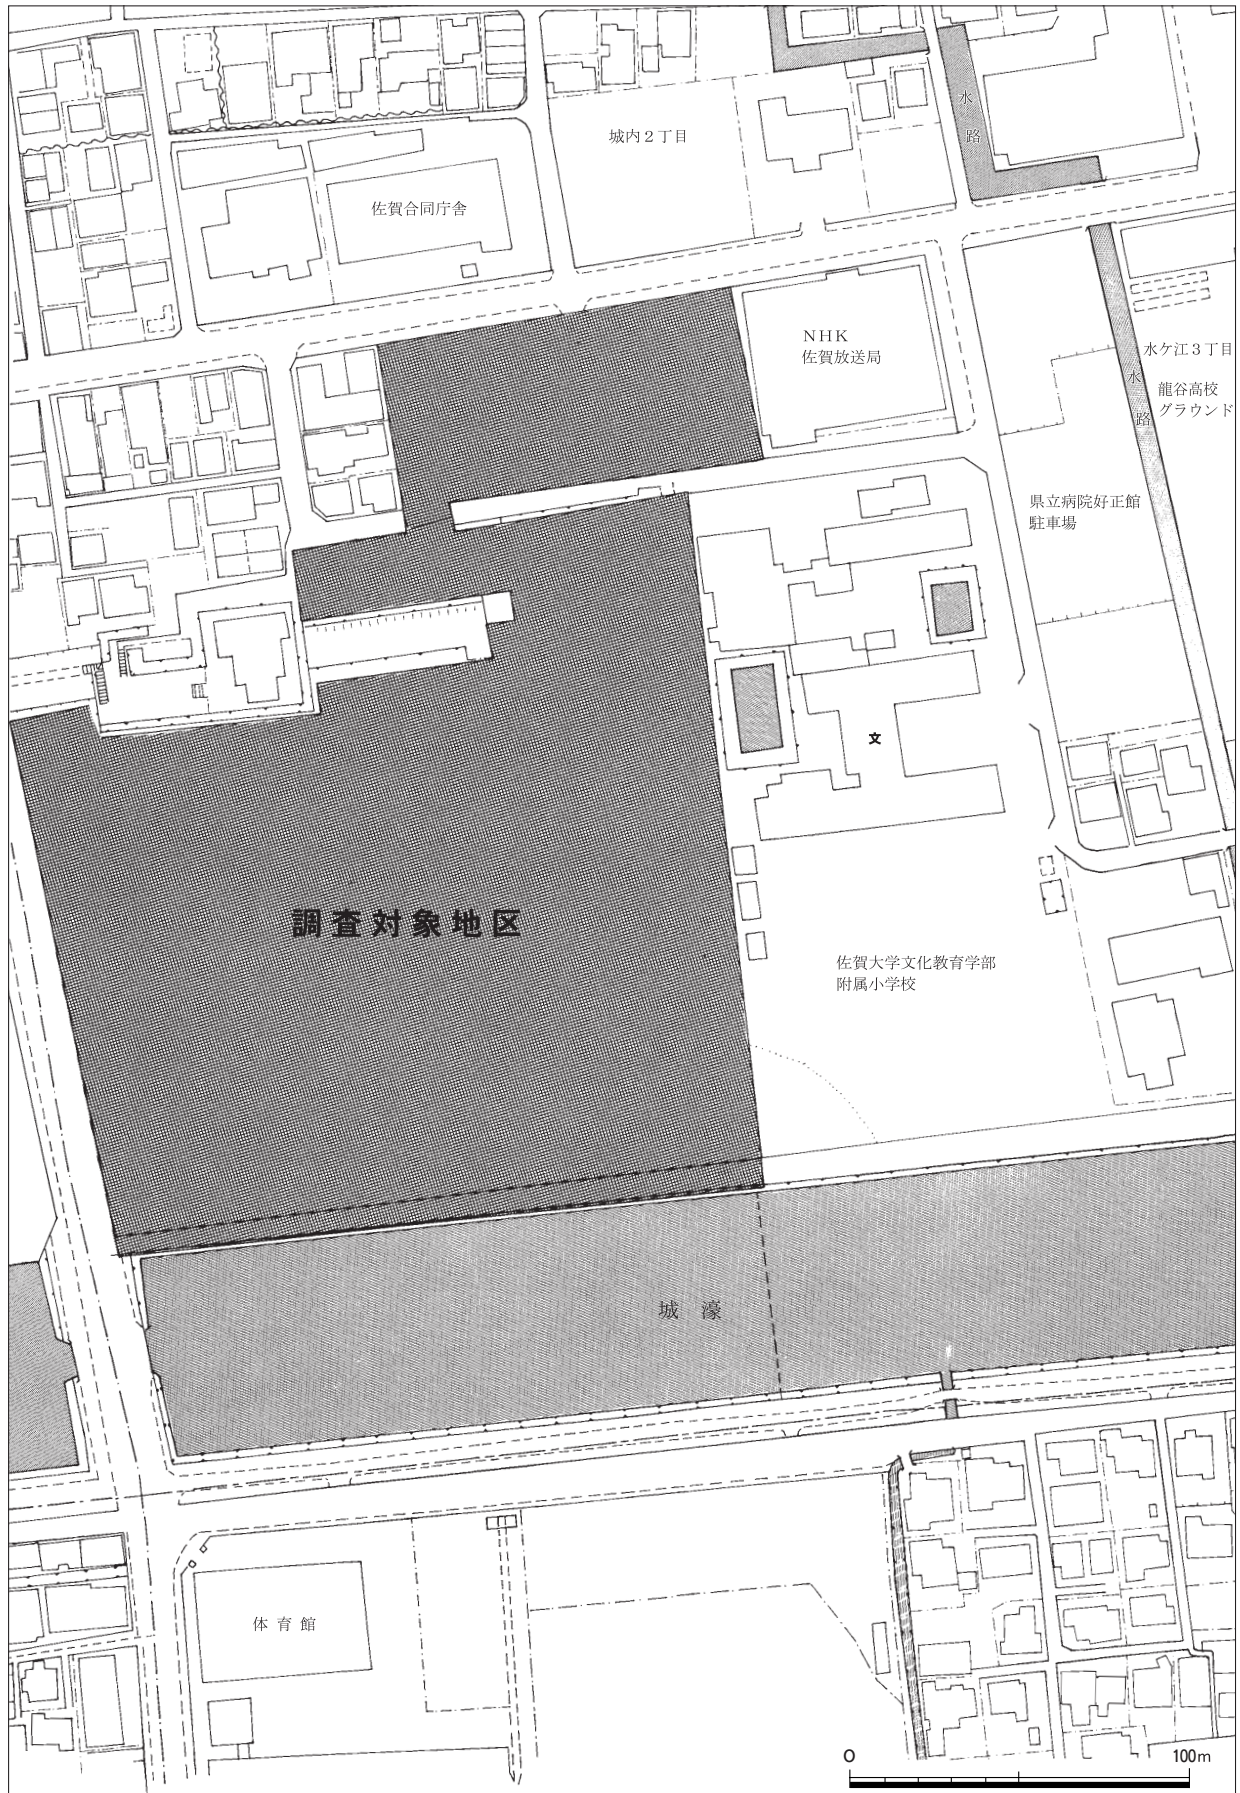 水路
城内２丁目
佐賀合同庁舎
NHK
佐賀放送局
水ケ江３丁目
水路
龍谷高校
グラウンド
県立病院好正館
駐車場
文
調査対象地区
佐賀大学文化教育学部
附属小学校
城濠
体育館
0 100m